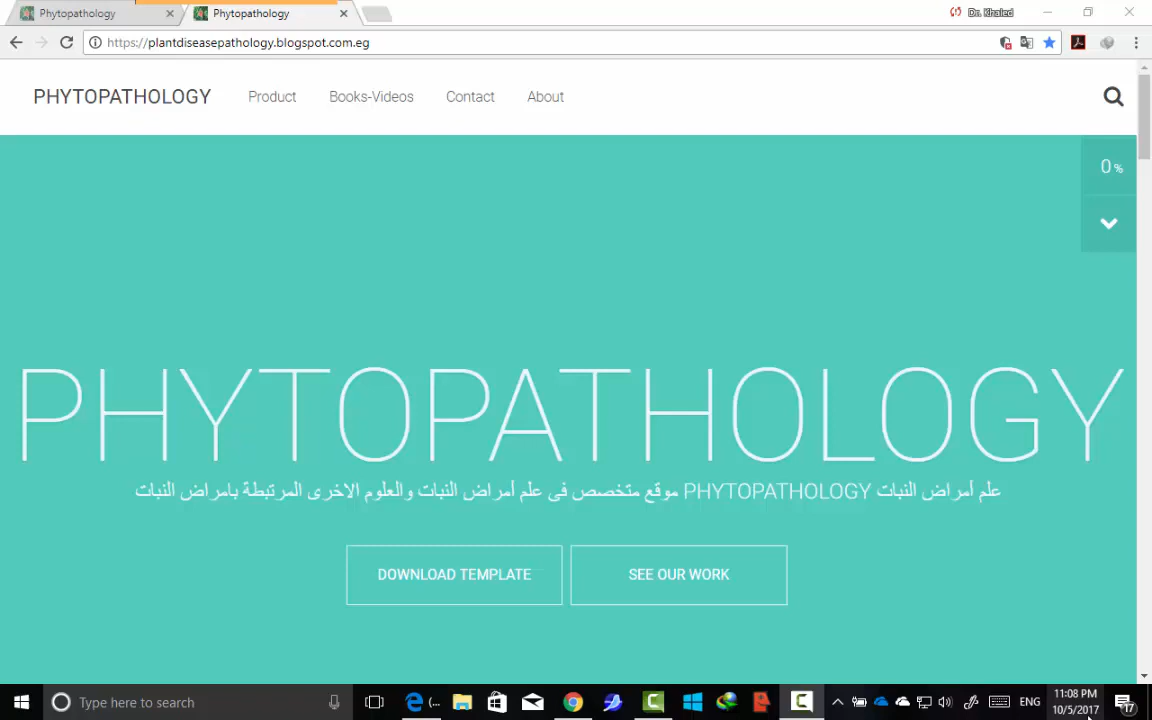 Phytopathology
Phytopathology
Dr. Khaled
https://plantdiseasepathology.blogspot.com.eg
PHYTOPATHOLOGY Product Books-Videos Contact About
0%
PHYTOPATHOLOGY
علم أمراض النبات PHYTOPATHOLOGY موقع متخصص فى علم أمراض النبات والعلوم الاخرى المرتبطة بامراض النبات
DOWNLOAD TEMPLATE
SEE OUR WORK
Type here to search
(...
ENG
11:08 PM
10/5/2017
17